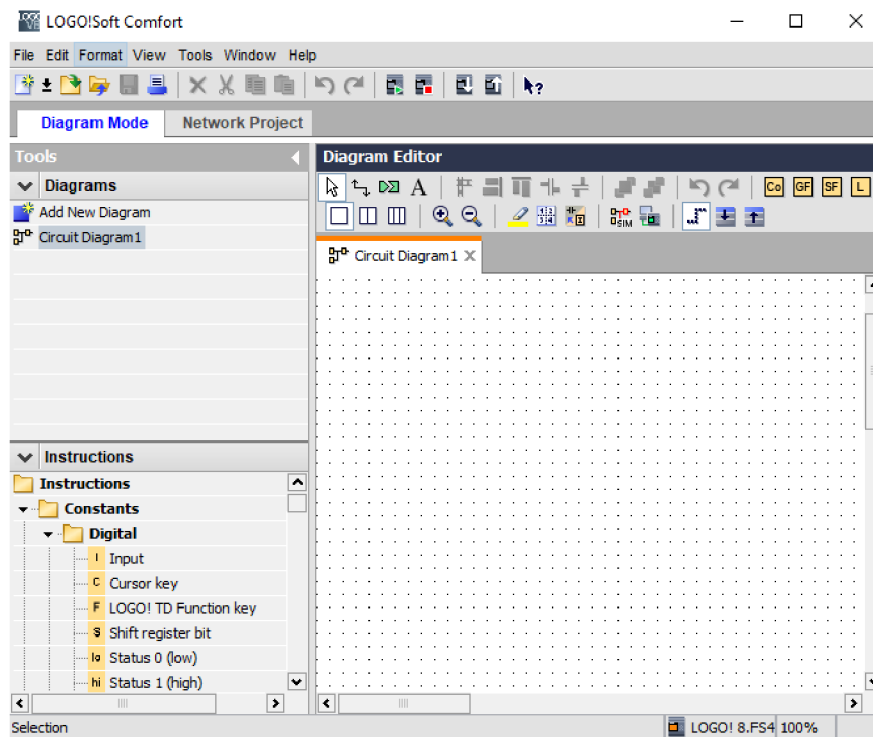 LOGO!Soft Comfort
File Edit Format View Tools Window Help
Diagram Mode Network Project
Tools
Diagram Editor
Diagrams
A Co GF SF L
Add New Diagram
SIM
Circuit Diagram1
Circuit Diagram1
Instructions
Instructions
Constants
Digital
I Input
C Cursor key
F LOGO! TD Function key
S Shift register bit
lo Status 0 (low)
hi Status 1 (high)
Selection LOGO! 8.FS4 100%